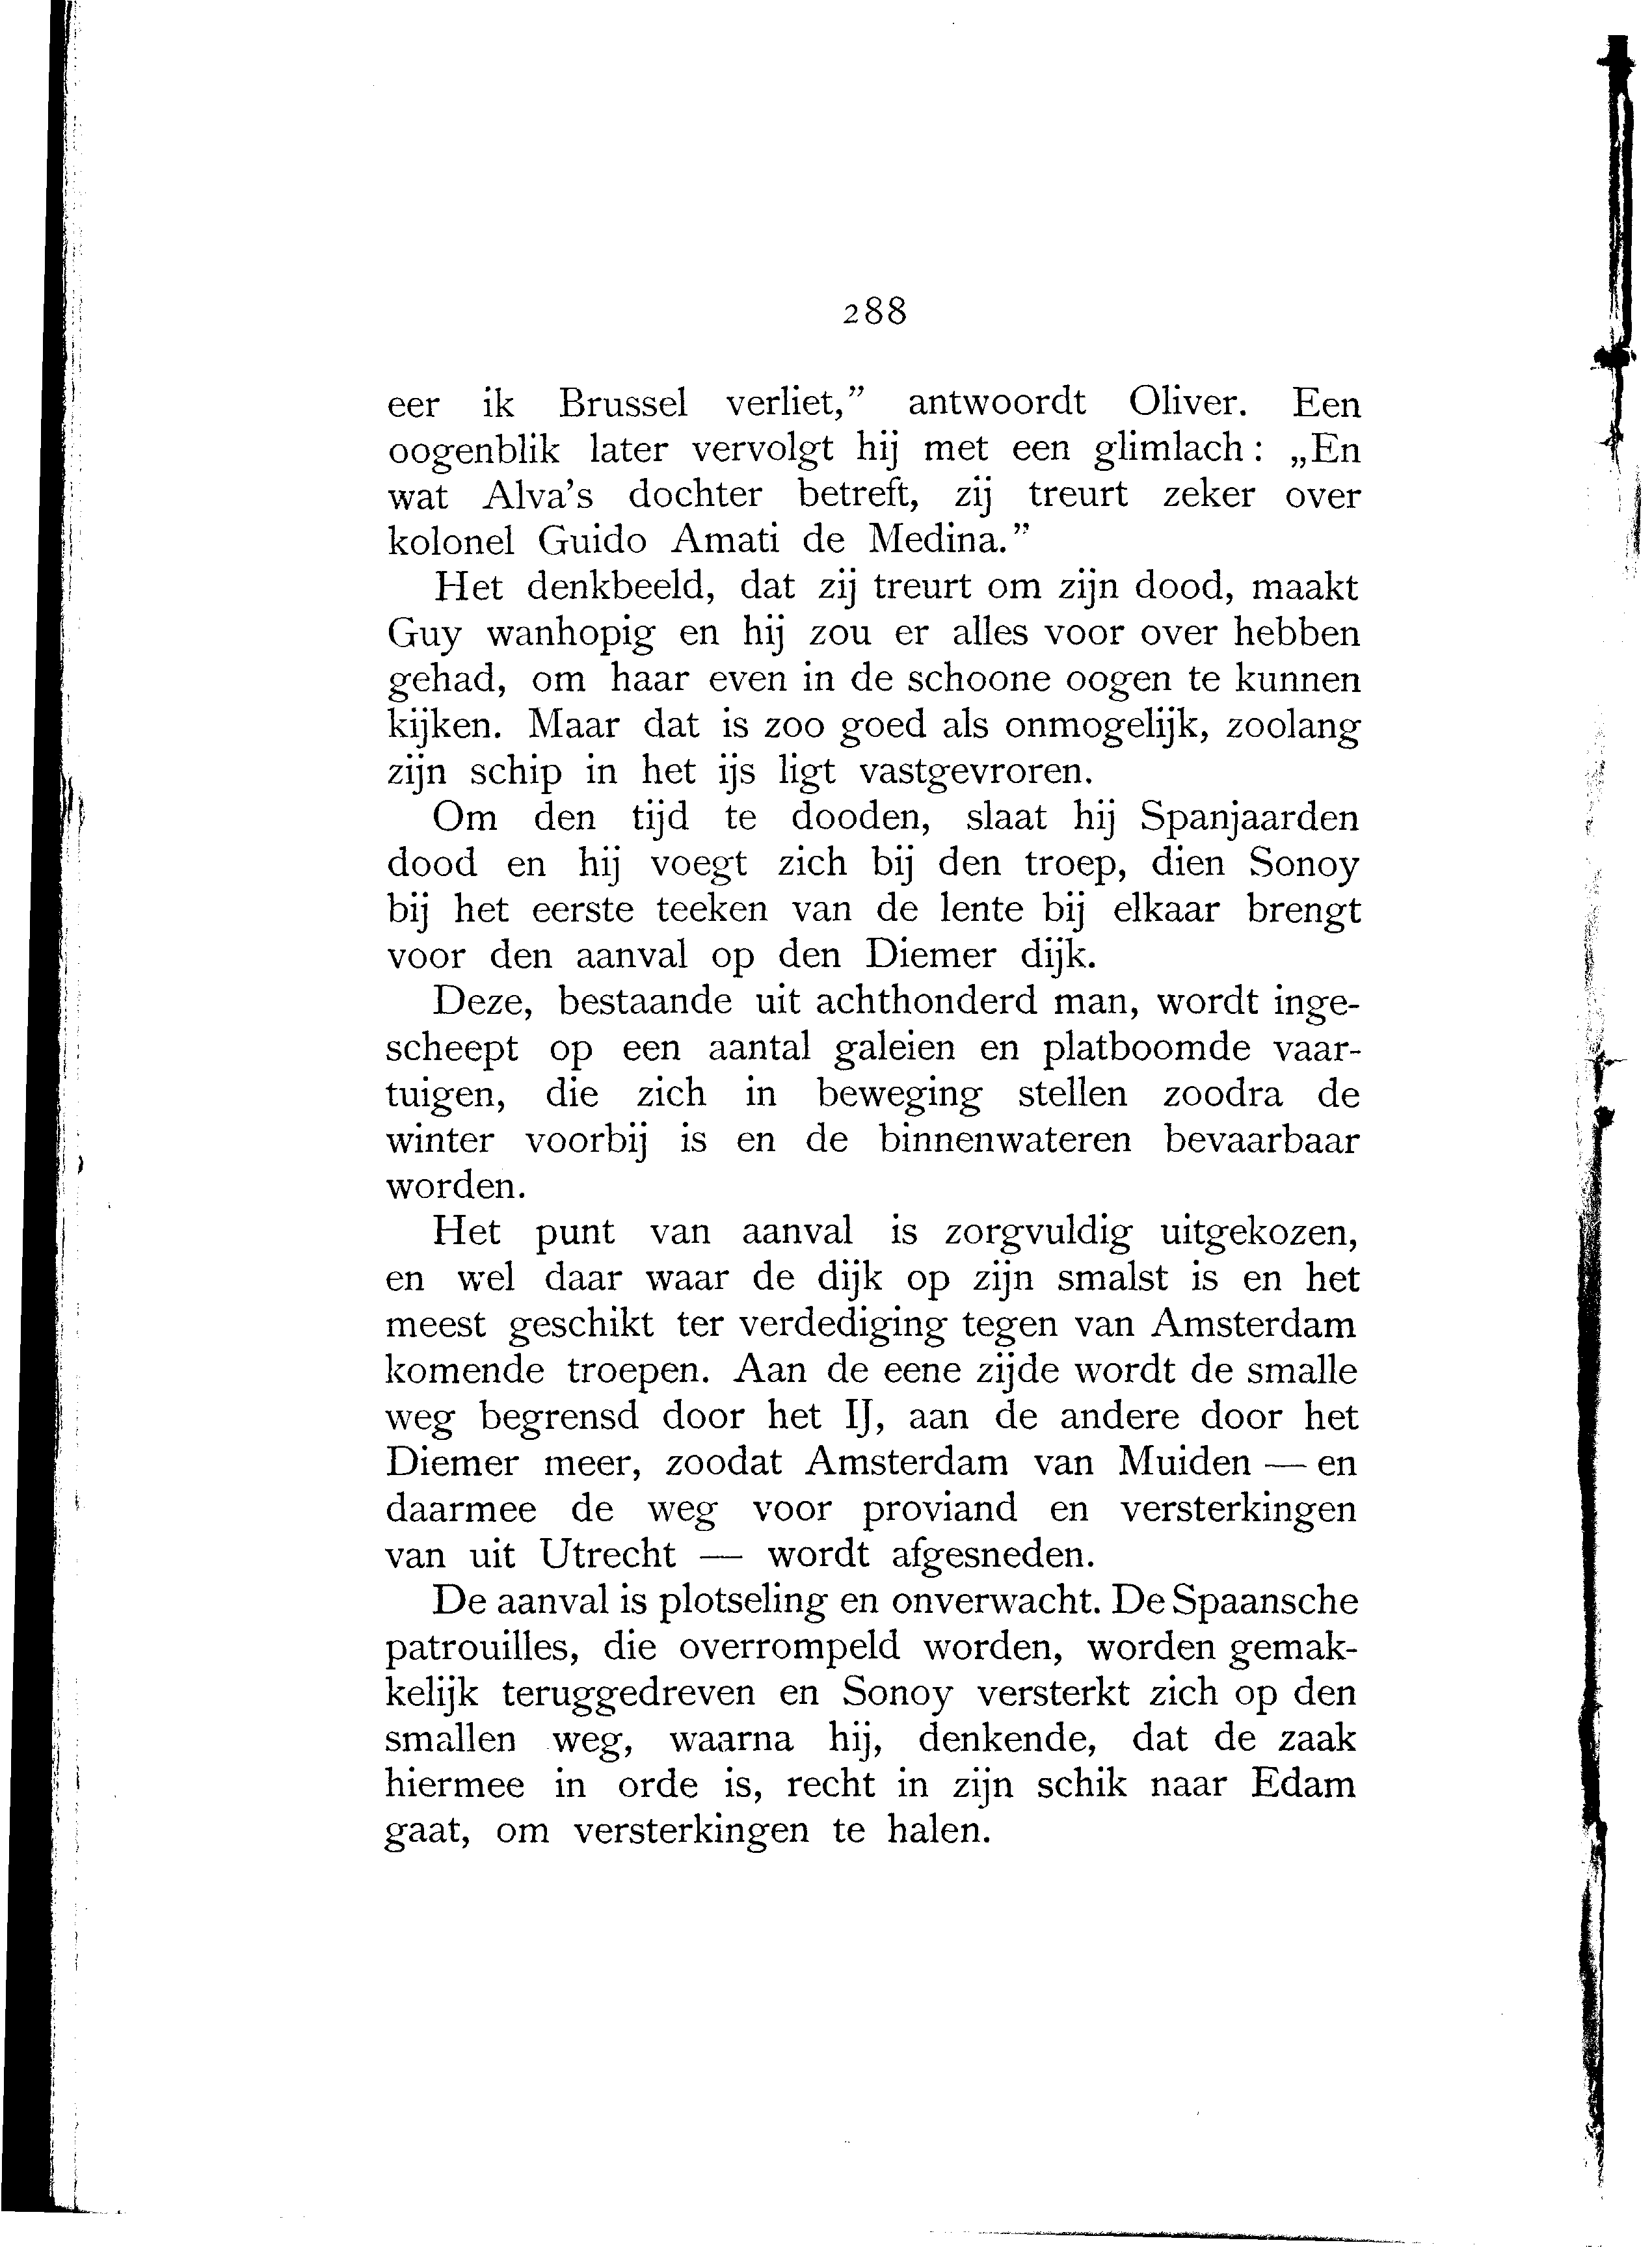 288
eer ik Brussel verliet,” antwoordt Oliver. Een
oogenblik later vervolgt hij met een glimlach: „En
wat Alva’s dochter betreft, zij treurt zeker over
kolonel Guido Amati de Medina.”
Het denkbeeld, dat zij treurt om zijn dood, maakt
Guy wanhopig en hij zou er alles voor over hebben
gehad, om haar even in de schoone oogen te kunnen
kijken. Maar dat is zoo goed als onmogelijk, zoolang
zijn schip in het ijs ligt vastgevroren.
Om den tijd te dooden, slaat hij Spanjaarden
dood en hij voegt zich bij den troep, dien Sonoy
bij het eerste teeken van de lente bij elkaar brengt
voor den aanval op den Diemer dijk.
Deze, bestaande uit achthonderd man, wordt inge-
scheept op een aantal galeien en platboomde vaar-
tuigen, die zich in beweging stellen zoodra de
winter voorbij is en de binnenwateren bevaarbaar
worden.
Het punt van aanval is zorgvuldig uitgekozen,
en wel daar waar de dijk op zijn smalst is en het
meest geschikt ter verdediging tegen van Amsterdam
komende troepen. Aan de eene zijde wordt de smalle
weg begrensd door het IJ, aan de andere door het
Diemer meer, zoodat Amsterdam van Muiden — en
daarmee de weg voor proviand en versterkingen
van uit Utrecht — wordt afgesneden.
De aanval is plotseling en onverwacht. De Spaansche
patrouilles, die overrompeld worden, worden gemak-
kelijk teruggedreven en Sonoy versterkt zich op den
smallen weg, waarna hij, denkende, dat de zaak
hiermee in orde is, recht in zijn schik naar Edam
gaat, om versterkingen te halen.